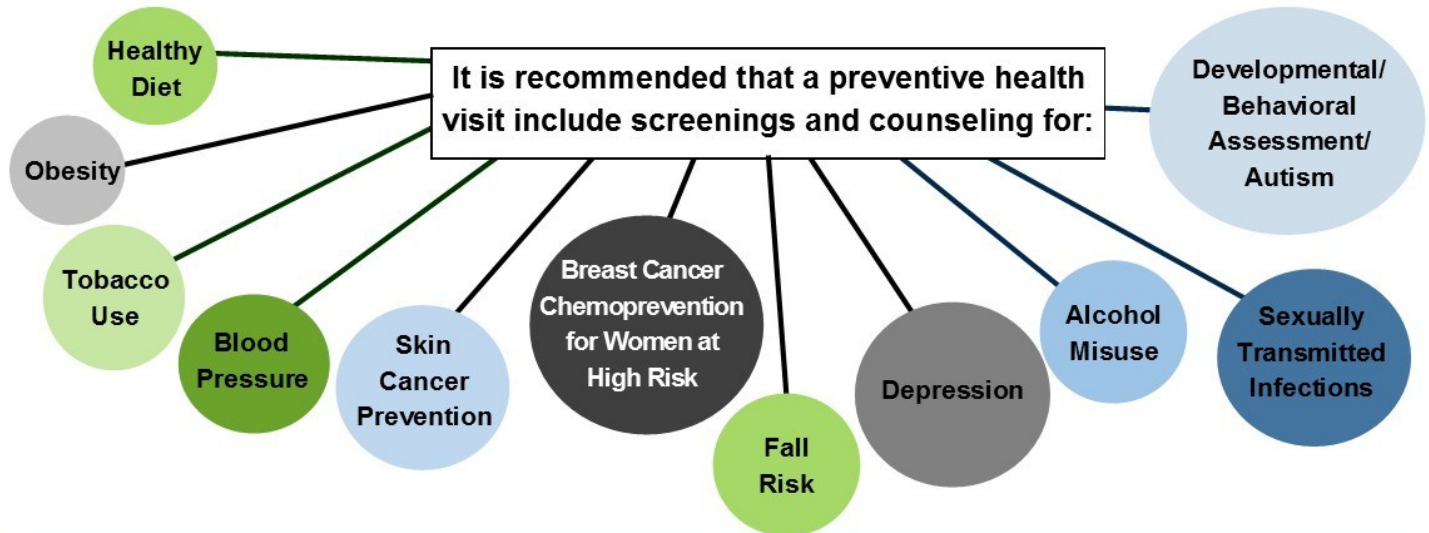 It is recommended that a preventive health
visit include screenings and counseling for:
Healthy
Diet
Obesity
Tobacco
Use
Blood
Pressure
Skin
Cancer
Prevention
Breast Cancer
Chemoprevention
for Women at
High Risk
Fall
Risk
Depression
Alcohol
Misuse
Sexually
Transmitted
Infections
Developmental/
Behavioral
Assessment/
Autism